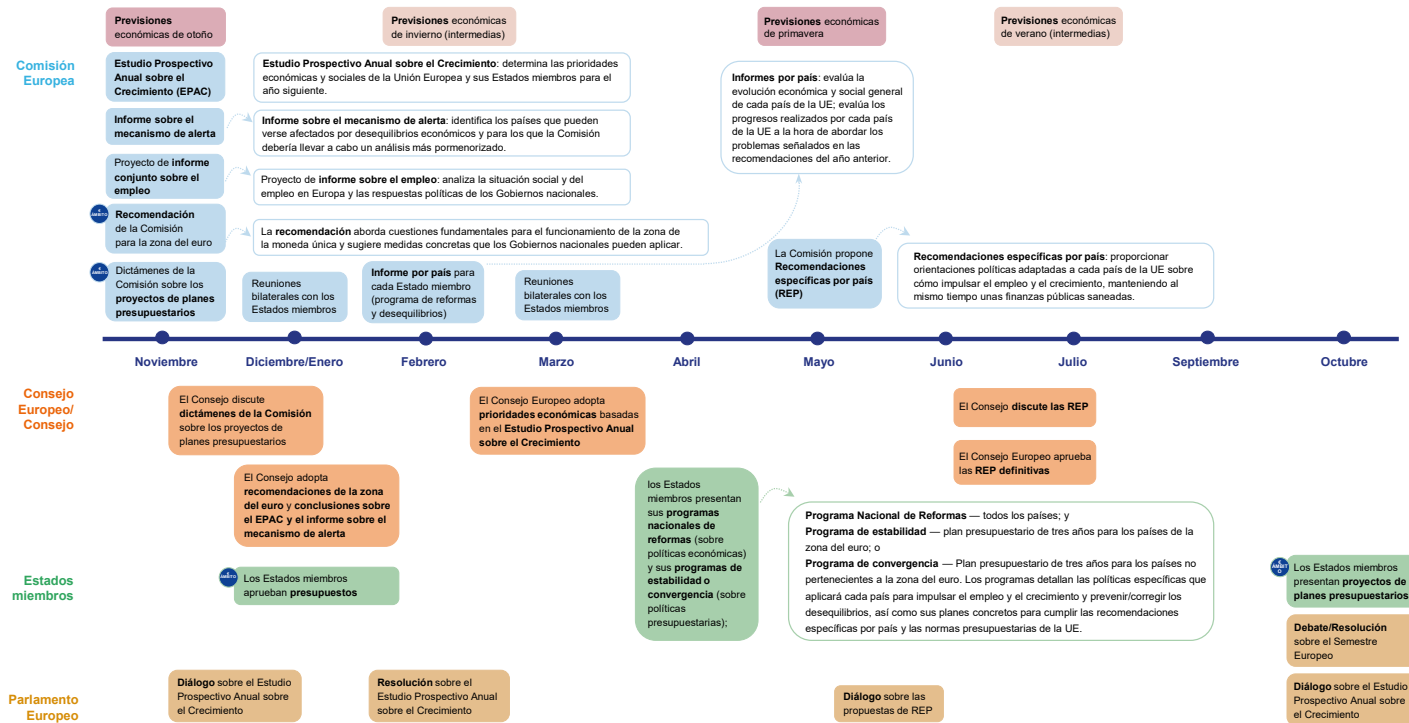 Previsiones
económicas de otoño
Previsiones económicas
de invierno (intermedias)
Previsiones económicas
de primavera
Previsiones económicas
de verano (intermedias)
Comisión
Europea
Estudio Prospectivo
Anual sobre el
Crecimiento (EPAC)
Estudio Prospectivo Anual sobre el Crecimiento: determina las prioridades
económicas y sociales de la Unión Europea y sus Estados miembros para el
año siguiente.
Informe sobre el
mecanismo de alerta
Informe sobre el mecanismo de alerta: identifica los países que pueden
verse afectados por desequilibrios económicos y para los que la Comisión
debería llevar a cabo un análisis más pormenorizado.
Informes por país: evalúa la
evolución económica y social general
de cada país de la UE; evalúa los
progresos realizados por cada país
de la UE a la hora de abordar los
problemas señalados en las
recomendaciones del año anterior.
Proyecto de informe
conjunto sobre el
empleo
Proyecto de informe sobre el empleo: analiza la situación social y del
empleo en Europa y las respuestas políticas de los Gobiernos nacionales.
ÁMBITO
Recomendación
de la Comisión
para la zona del euro
La recomendación aborda cuestiones fundamentales para el funcionamiento de la zona de
la moneda única y sugiere medidas concretas que los Gobiernos nacionales pueden aplicar.
ÁMBITO
Dictámenes de la
Comisión sobre los
proyectos de planes
presupuestarios
Reuniones
bilaterales con los
Estados miembros
Informe por país para
cada Estado miembro
(programa de reformas
y desequilibrios)
Reuniones
bilaterales con los
Estados miembros
La Comisión propone
Recomendaciones
específicas por país
(REP)
Recomendaciones específicas por país: proporcionar
orientaciones políticas adaptadas a cada país de la UE sobre
cómo impulsar el empleo y el crecimiento, manteniendo al
mismo tiempo unas finanzas públicas saneadas.
Noviembre Diciembre/Enero Febrero Marzo Abril Mayo Junio Julio Septiembre Octubre
Consejo
Europeo/
Consejo
El Consejo discute
dictámenes de la Comisión
sobre los proyectos de
planes presupuestarios
El Consejo Europeo adopta
prioridades económicas basadas
en el Estudio Prospectivo Anual
sobre el Crecimiento
El Consejo discute las REP
El Consejo Europeo aprueba
las REP definitivas
El Consejo adopta
recomendaciones de la zona
del euro y conclusiones sobre
el EPAC y el informe sobre el
mecanismo de alerta
los Estados
miembros presentan
sus programas
nacionales de
reformas (sobre
políticas económicas)
y sus programas de
estabilidad o
convergencia (sobre
políticas
presupuestarias);
Programa Nacional de Reformas — todos los países; y
Programa de estabilidad — plan presupuestario de tres años para los países de la
zona del euro; o
Programa de convergencia — Plan presupuestario de tres años para los países no
pertenecientes a la zona del euro. Los programas detallan las políticas específicas que
aplicará cada país para impulsar el empleo y el crecimiento y prevenir/corregir los
desequilibrios, así como sus planes concretos para cumplir las recomendaciones
específicas por país y las normas presupuestarias de la UE.
Estados
miembros
ÁMBITO
Los Estados miembros
aprueban presupuestos
ÁMBIT
O
Los Estados miembros
presentan proyectos de
planes presupuestarios
Debate/Resolución
sobre el Semestre
Europeo
Parlamento
Europeo
Diálogo sobre el Estudio
Prospectivo Anual sobre
el Crecimiento
Resolución sobre el
Estudio Prospectivo Anual
sobre el Crecimiento
Diálogo sobre las
propuestas de REP
Diálogo sobre el Estudio
Prospectivo Anual sobre
el Crecimiento